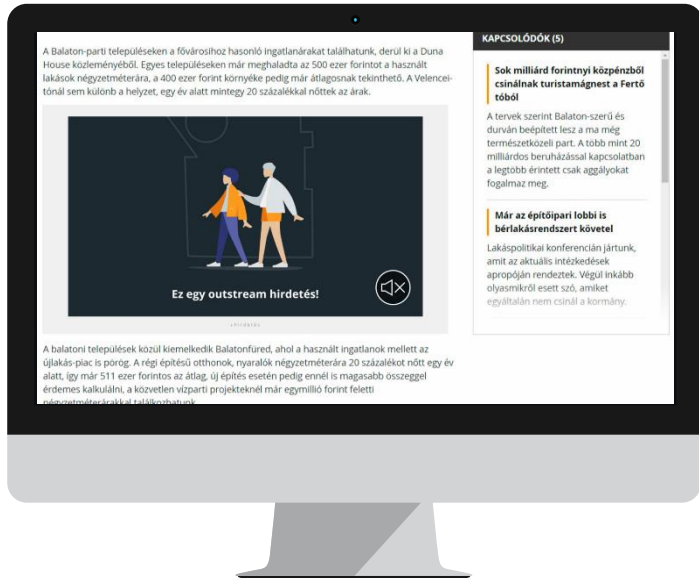 A Balaton-parti településeken a fővárosihoz hasonló ingatlanárakat találhatunk, derül ki a Duna
House közleményéből. Egyes településeken már meghaladta az 500 ezer forintot a használt
lakások négyzetméterára, a 400 ezer forint környéke pedig már átlagosnak tekinthető. A Velencei-
tónál sem különb a helyzet, egy év alatt mintegy 20 százalékkal nőttek az árak.
Ez egy outstream hirdetés!
A balatoni települések közül kiemelkedik Balatonfüred, ahol a használt ingatlanok mellett az
újlakás-piac is pörög. A régi építésű otthonok, nyaralók négyzetméterára 20 százalékot nőtt egy év
alatt, így már 511 ezer forintos az átlag, új építés esetén pedig ennél is magasabb összeggel
érdemes kalkulálni, a közvetlen vízparti projekteknél már egymillió forint feletti
négyzetméterárakkal találkozhatunk
KAPCSOLÓDÓK (5)
Sok milliárd forintnyi közpénzből
csinálnak turistamágnest a Fertő
tóból
A tervek szerint Balaton-szerű és
durván beépített lesz a ma még
természetközeli part. A több mint 20
milliárdos beruházással kapcsolatban
a legtöbb érintett csak aggályokat
fogalmaz meg.
Már az építőipari lobbi is
bérlakásrendszert követel
Lakáspolitikai konferencián jártunk,
amit az aktuális intézkedések
apropóján rendeztek. Végül inkább
olyasmikről esett szó, amiket
egyáltalán nem csinál a kormány.